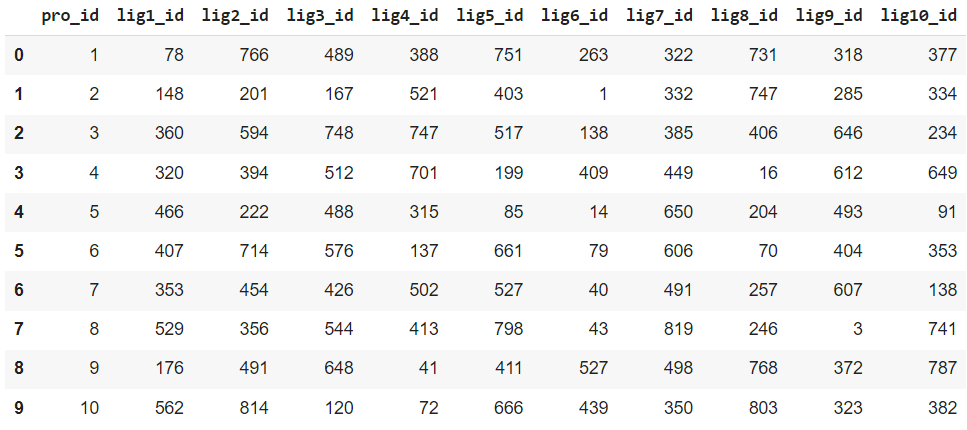 pro_id lig1_id lig2_id lig3_id lig4_id lig5_id lig6_id lig7_id lig8_id lig9_id lig10_id
0 1 78 766 489 388 751 263 322 731 318 377
1 2 148 201 167 521 403 1 332 747 285 334
2 3 360 594 748 747 517 138 385 406 646 234
3 4 320 394 512 701 199 409 449 16 612 649
4 5 466 222 488 315 85 14 650 204 493 91
5 6 407 714 576 137 661 79 606 70 404 353
6 7 353 454 426 502 527 40 491 257 607 138
7 8 529 356 544 413 798 43 819 246 3 741
8 9 176 491 648 41 411 527 498 768 372 787
9 10 562 814 120 72 666 439 350 803 323 382